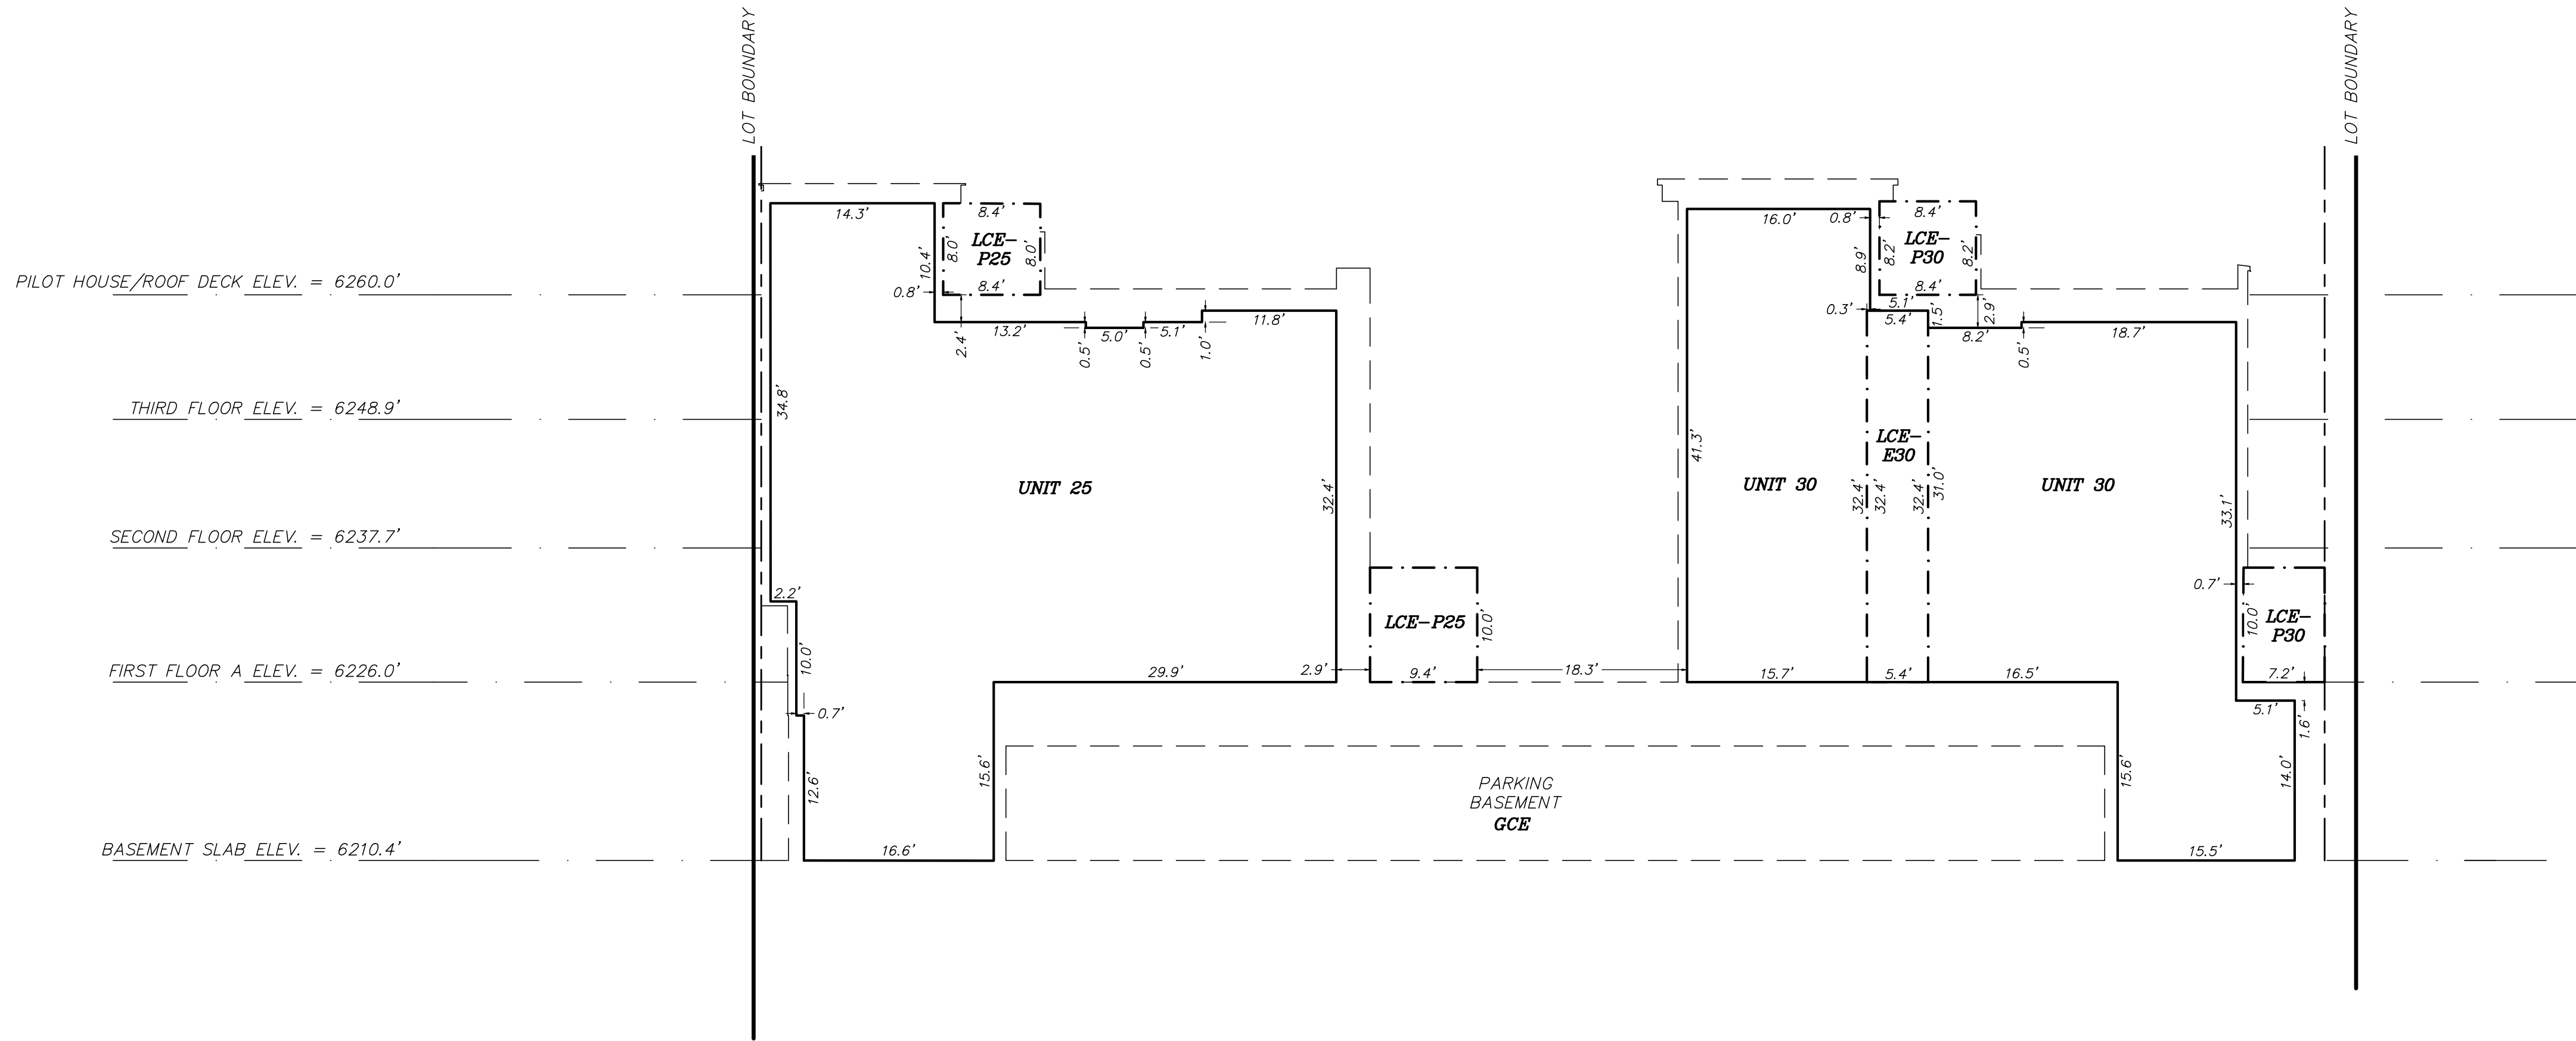 LOT BOUNDARY
LOT BOUNDARY
PILOT HOUSE/ROOF DECK ELEV. = 6260.0'
THIRD FLOOR ELEV. = 6248.9'
SECOND FLOOR ELEV. = 6237.7'
FIRST FLOOR A ELEV. = 6226.0'
BASEMENT SLAB ELEV. = 6210.4'
14.3'
10.4'
8.4'
8.0'
LCE-
P25
8.0'
8.4'
0.8'
2.4'
13.2'
0.5'
5.0'
0.5'
5.1'
1.0'
11.8'
34.8'
UNIT 25
32.4'
2.2'
10.0'
0.7'
12.6'
16.6'
15.6'
29.9'
2.9'
LCE-P25
10.0'
9.4'
18.3'
16.0'
0.8'
8.9'
8.4'
8.2'
LCE-
P30
8.2'
8.4'
0.3'
5.1'
5.4'
1.5'
2.9'
8.2'
0.5'
18.7'
41.3'
UNIT 30
LCE-
E30
32.4'
32.4'
32.4'
31.0'
UNIT 30
33.1'
15.7'
5.4'
16.5'
0.7'
10.0'
LCE-
P30
7.2'
5.1'
1.6'
15.6'
14.0'
15.5'
PARKING
BASEMENT
GCE